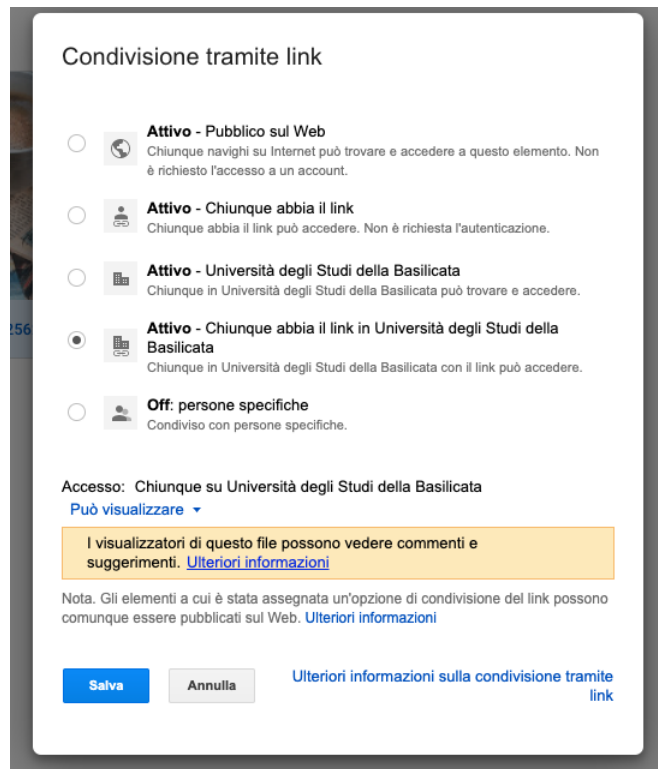 Condivisione tramite link
Attivo - Pubblico sul Web
Chiunque navighi su Internet può trovare e accedere a questo elemento. Non
è richiesto l'accesso a un account.
Attivo - Chiunque abbia il link
Chiunque abbia il link può accedere. Non è richiesta l'autenticazione.
Attivo - Università degli Studi della Basilicata
Chiunque in Università degli Studi della Basilicata può trovare e accedere.
256
Attivo - Chiunque abbia il link in Università degli Studi della
Basilicata
Chiunque in Università degli Studi della Basilicata con il link può accedere.
Off: persone specifiche
Condiviso con persone specifiche.
Accesso: Chiunque su Università degli Studi della Basilicata
Può visualizzare
I visualizzatori di questo file possono vedere commenti e
suggerimenti. Ulteriori informazioni
Nota. Gli elementi a cui è stata assegnata un'opzione di condivisione del link possono
comunque essere pubblicati sul Web. Ulteriori informazioni
Salva
Annulla
Ulteriori informazioni sulla condivisione tramite
link